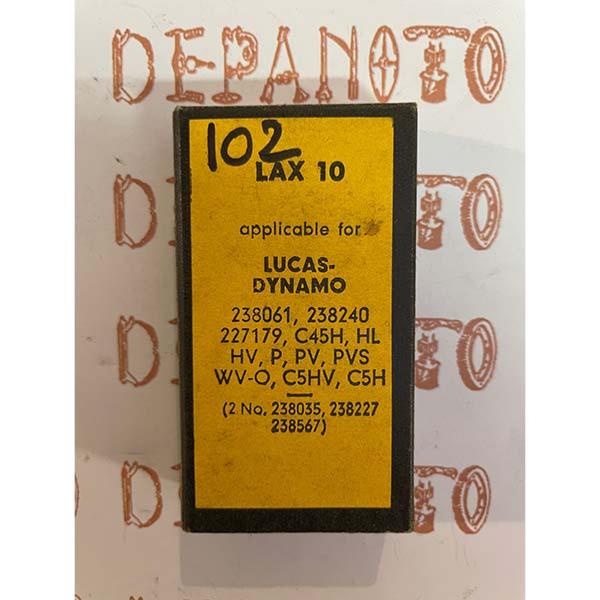 DEPANOTO
102
LAX 10
applicable for
LUCAS-
DYNAMO
238061, 238240
227179, C45H, HL
HV, P, PV, PVS
WV-O, C5HV, C5H
(2 No. 238035, 238227
238567)